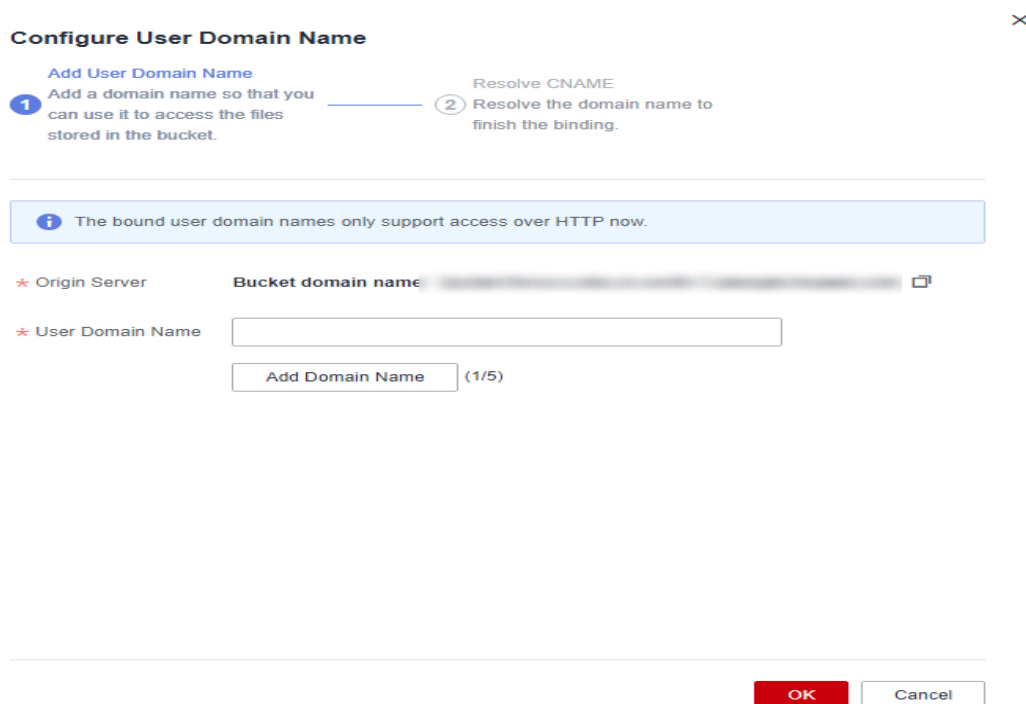 Configure User Domain Name
1
Add User Domain Name
Add a domain name so that you
can use it to access the files
stored in the bucket.
2
Resolve CNAME
Resolve the domain name to
finish the binding.
The bound user domain names only support access over HTTP now.
* Origin Server
Bucket domain name
* User Domain Name
Add Domain Name (1/5)
OK Cancel